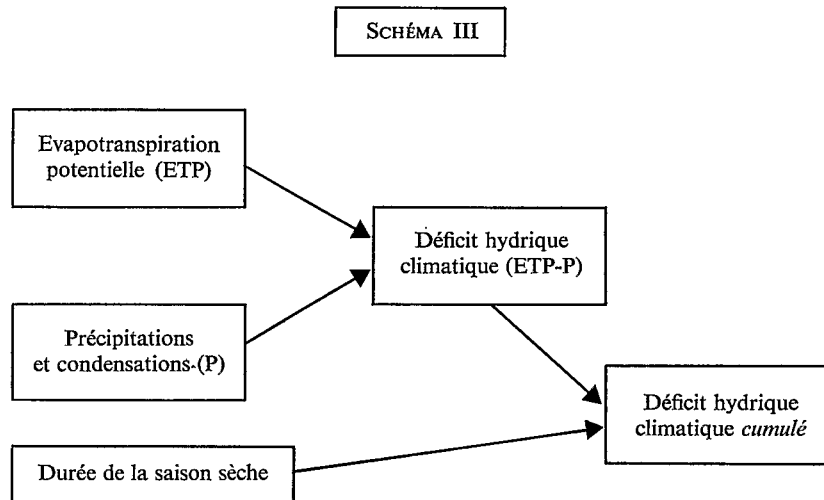 SCHÉMA III
Evapotranspiration
potentielle (ETP)
Déficit hydrique
climatique (ETP-P)
Précipitations
et condensations-(P)
Déficit hydrique
climatique cumulé
Durée de la saison sèche